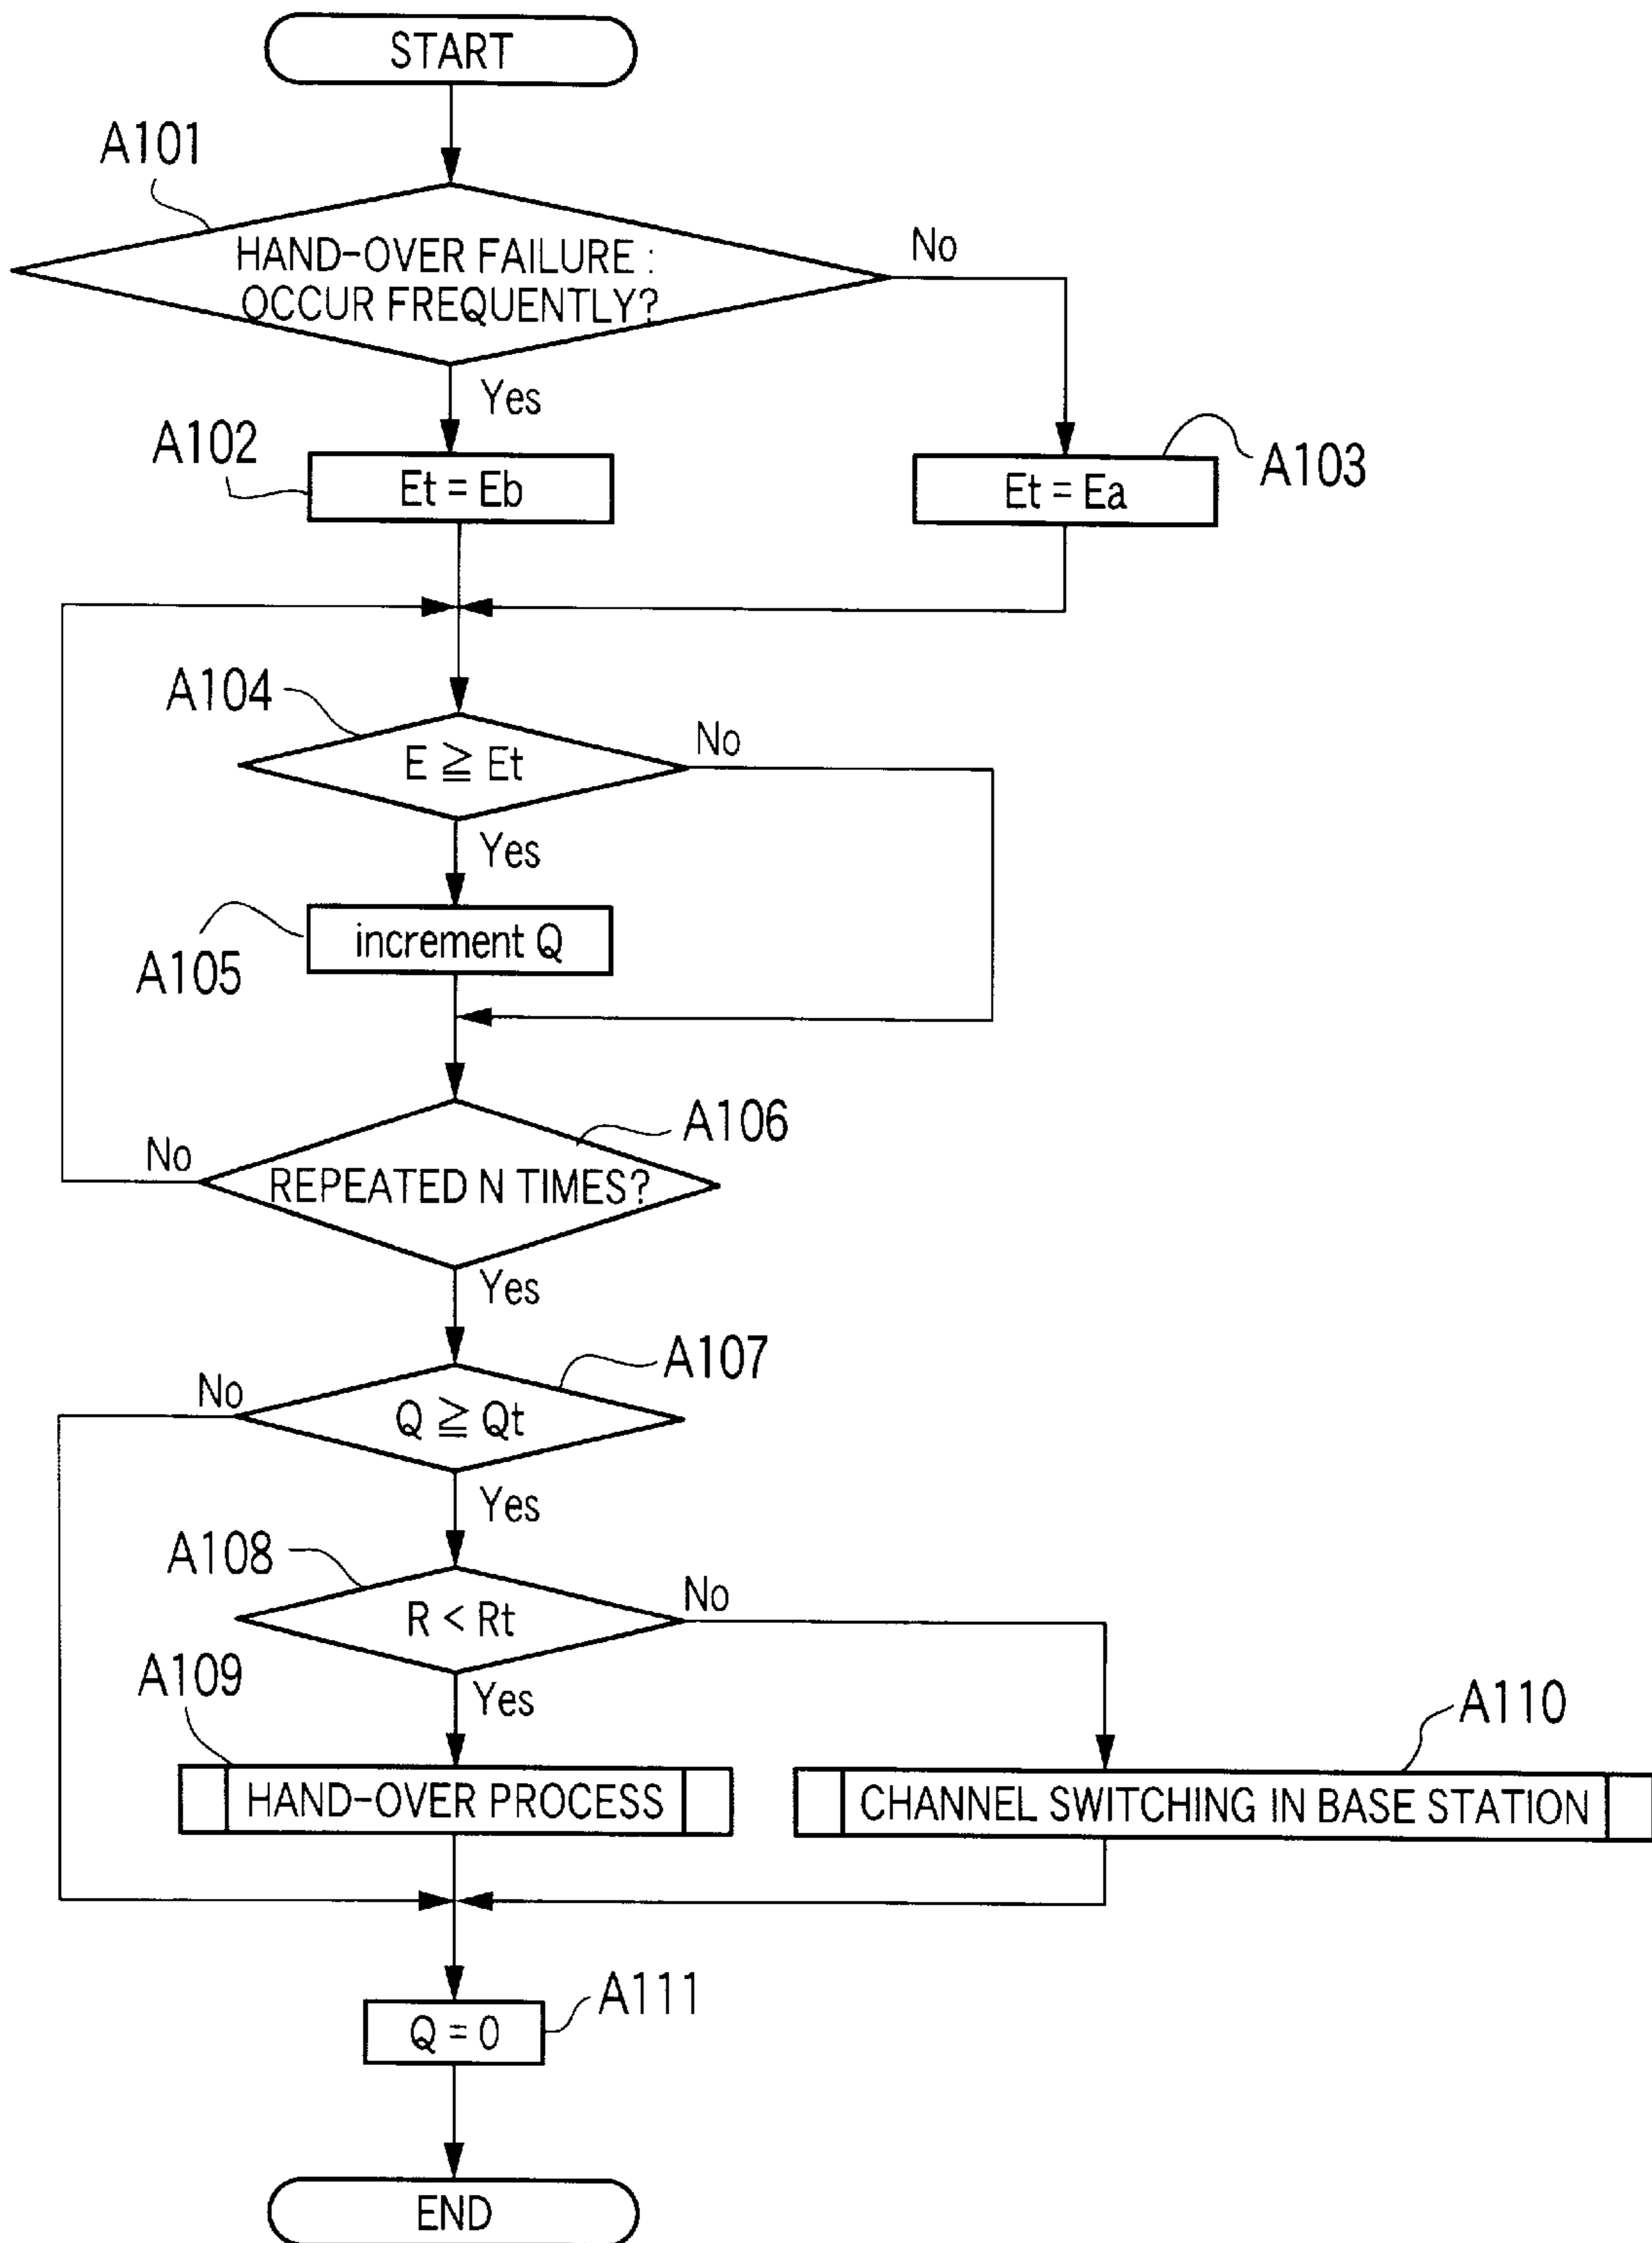 START
A101
HAND-OVER FAILURE :
OCCUR FREQUENTLY?
No
Yes
A102
Et = Eb
Et = Ea
A103
A104
E ≧ Et
No
Yes
increment Q
A105
A106
No
REPEATED N TIMES?
Yes
A107
No
Q ≧ Qt
Yes
A108
R < Rt
No
A109
Yes
A110
HAND-OVER PROCESS
CHANNEL SWITCHING IN BASE STATION
A111
Q = 0
END